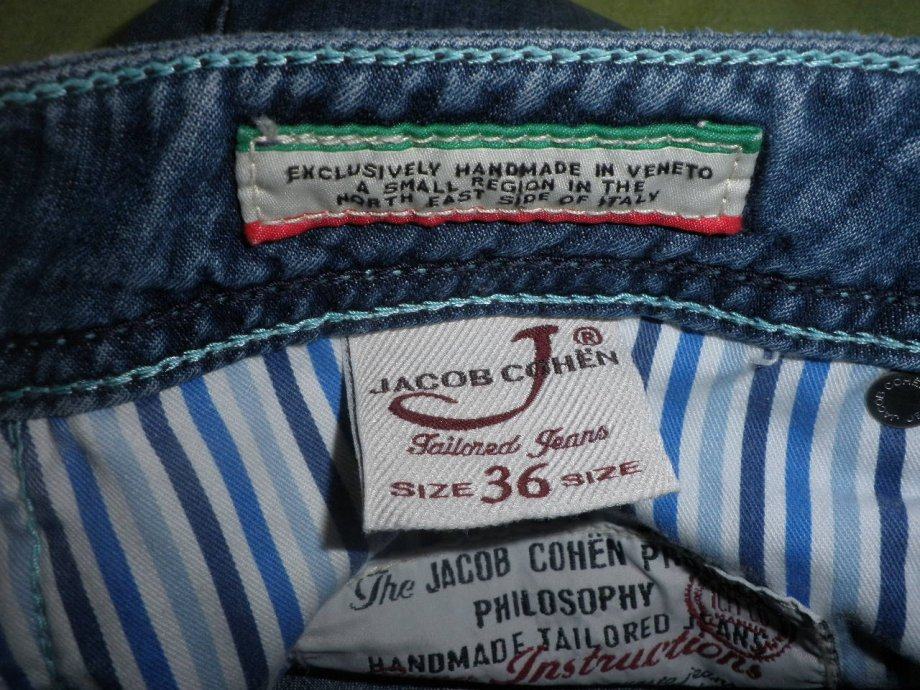 EXCLUSIVELY HANDMADE IN VENETO
A SMALL REGION IN THE
NORTH EAST SIDE OF ITALY
J®
JACOB COHËN
Tailored Jeans
SIZE 36 SIZE
The JACOB COHËN
PHILOSOPHY
HANDMADE TAILORED JEANS
Instructions